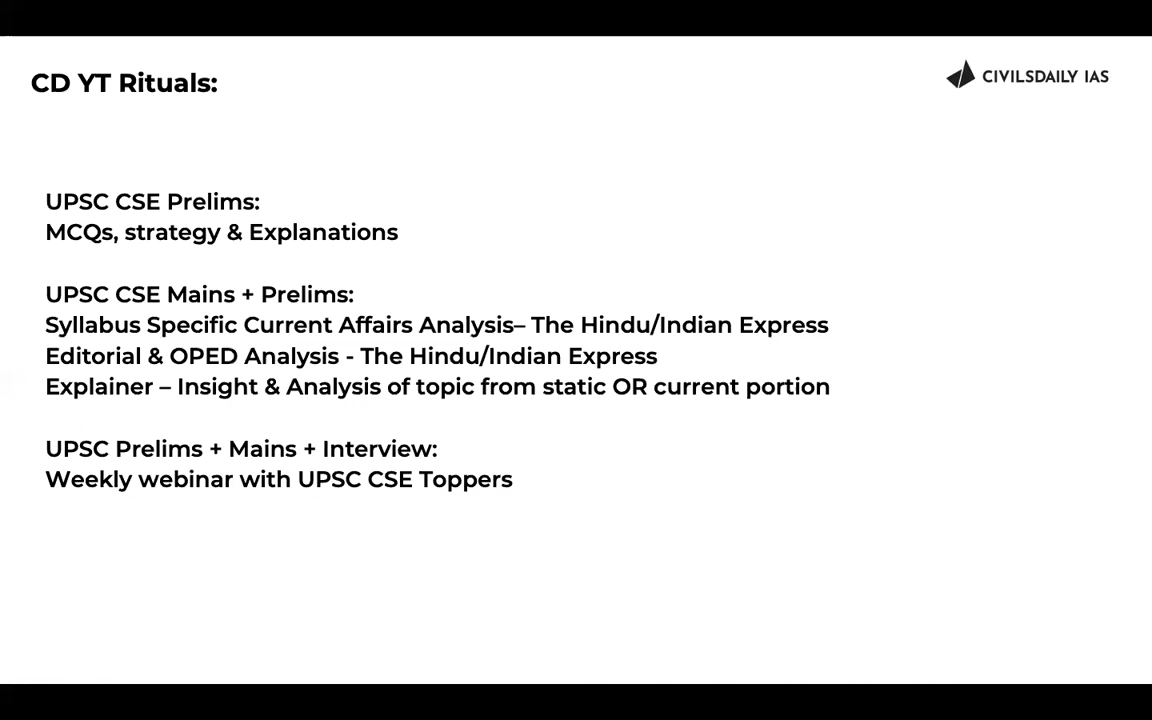 CD YT Rituals:
CIVILSDAILY IAS
UPSC CSE Prelims:
MCQs, strategy & Explanations
UPSC CSE Mains + Prelims:
Syllabus Specific Current Affairs Analysis– The Hindu/Indian Express
Editorial & OPED Analysis - The Hindu/Indian Express
Explainer – Insight & Analysis of topic from static OR current portion
UPSC Prelims + Mains + Interview:
Weekly webinar with UPSC CSE Toppers